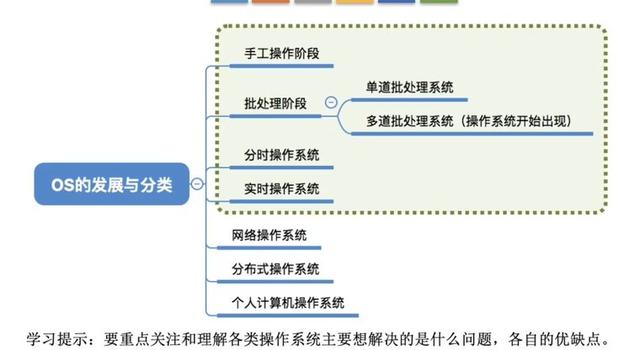 手工操作阶段
批处理阶段
单道批处理系统
多道批处理系统（操作系统开始出现）
分时操作系统
实时操作系统
OS的发展与分类
网络操作系统
分布式操作系统
个人计算机操作系统
学习提示：要重点关注和理解各类操作系统主要想解决的是什么问题，各自的优缺点。